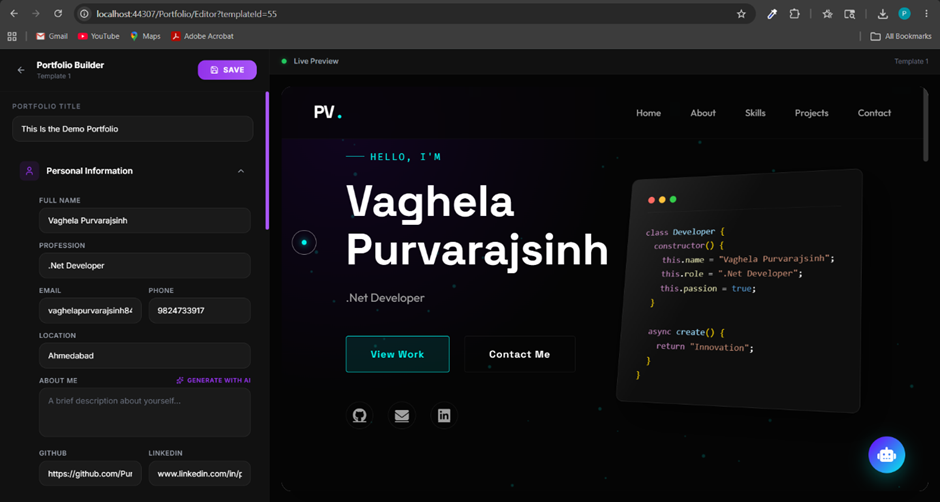 localhost:44307/Portfolio/Editor?templateId=55
P
Gmail
YouTube
Maps
Adobe Acrobat
All Bookmarks
Portfolio Builder
Template 1
SAVE
PORTFOLIO TITLE
This Is the Demo Portfolio
Personal Information
FULL NAME
Vaghela Purvarajsinh
PROFESSION
.Net Developer
EMAIL
PHONE
vaghelapurvarajsinh84
9824733917
LOCATION
Ahmedabad
ABOUT ME
GENERATE WITH AI
A brief description about yourself...
GITHUB
LINKEDIN
https://github.com/Pur
www.linkedin.com/in/p
Live Preview
Template 1
PV.
Home
About
Skills
Projects
Contact
HELLO, I'M
Vaghela
Purvarajsinh
.Net Developer
View Work
Contact Me
class Developer {
constructor() {
this.name = "Vaghela Purvarajsinh";
this.role = ".Net Developer";
this.passion = true;
}
async create() {
return "Innovation";
}
}